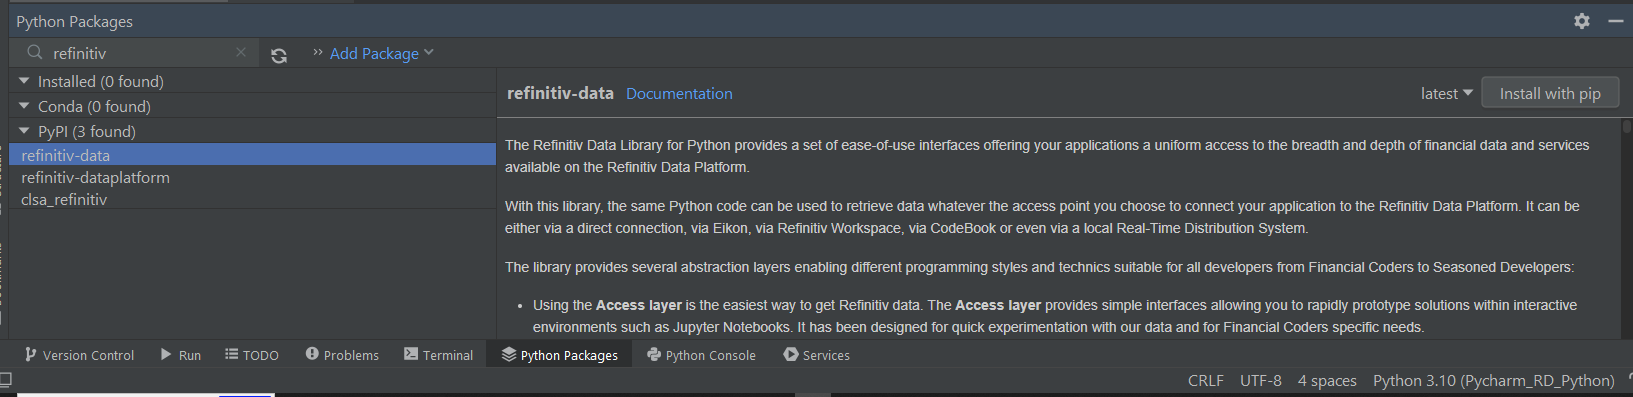 Python Packages
refinitiv
Add Package
Installed (0 found)
Conda (0 found)
PyPI (3 found)
refinitiv-data
refinitiv-dataplatform
clsa_refinitiv
refinitiv-data Documentation
latest Install with pip
The Refinitiv Data Library for Python provides a set of ease-of-use interfaces offering your applications a uniform access to the breadth and depth of financial data and services
available on the Refinitiv Data Platform.
With this library, the same Python code can be used to retrieve data whatever the access point you choose to connect your application to the Refinitiv Data Platform. It can be
either via a direct connection, via Eikon, via Refinitiv Workspace, via CodeBook or even via a local Real-Time Distribution System.
The library provides several abstraction layers enabling different programming styles and technics suitable for all developers from Financial Coders to Seasoned Developers:
• Using the Access layer is the easiest way to get Refinitiv data. The Access layer provides simple interfaces allowing you to rapidly prototype solutions within interactive
environments such as Jupyter Notebooks. It has been designed for quick experimentation with our data and for Financial Coders specific needs.
Version Control Run TODO Problems Terminal Python Packages Python Console Services
CRLF UTF-8 4 spaces Python 3.10 (Pycharm_RD_Python)